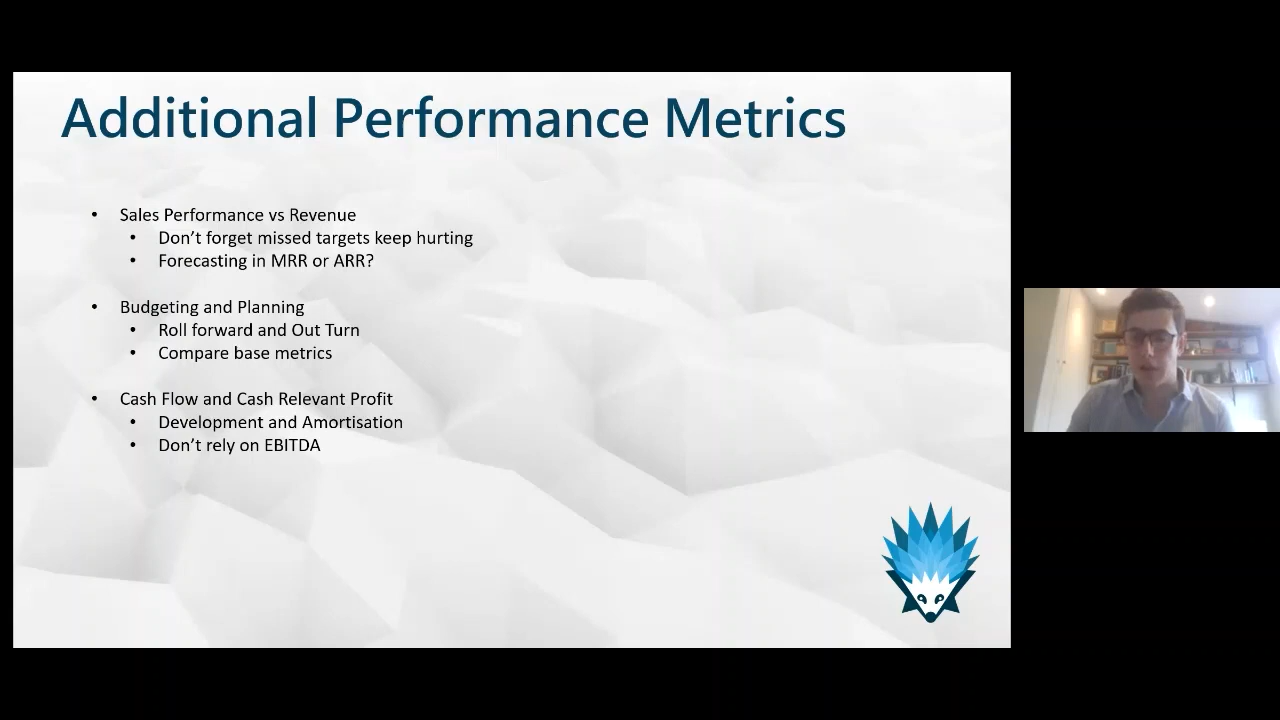 Additional Performance Metrics
• Sales Performance vs Revenue
• Don’t forget missed targets keep hurting
• Forecasting in MRR or ARR?
• Budgeting and Planning
• Roll forward and Out Turn
• Compare base metrics
• Cash Flow and Cash Relevant Profit
• Development and Amortisation
• Don’t rely on EBITDA